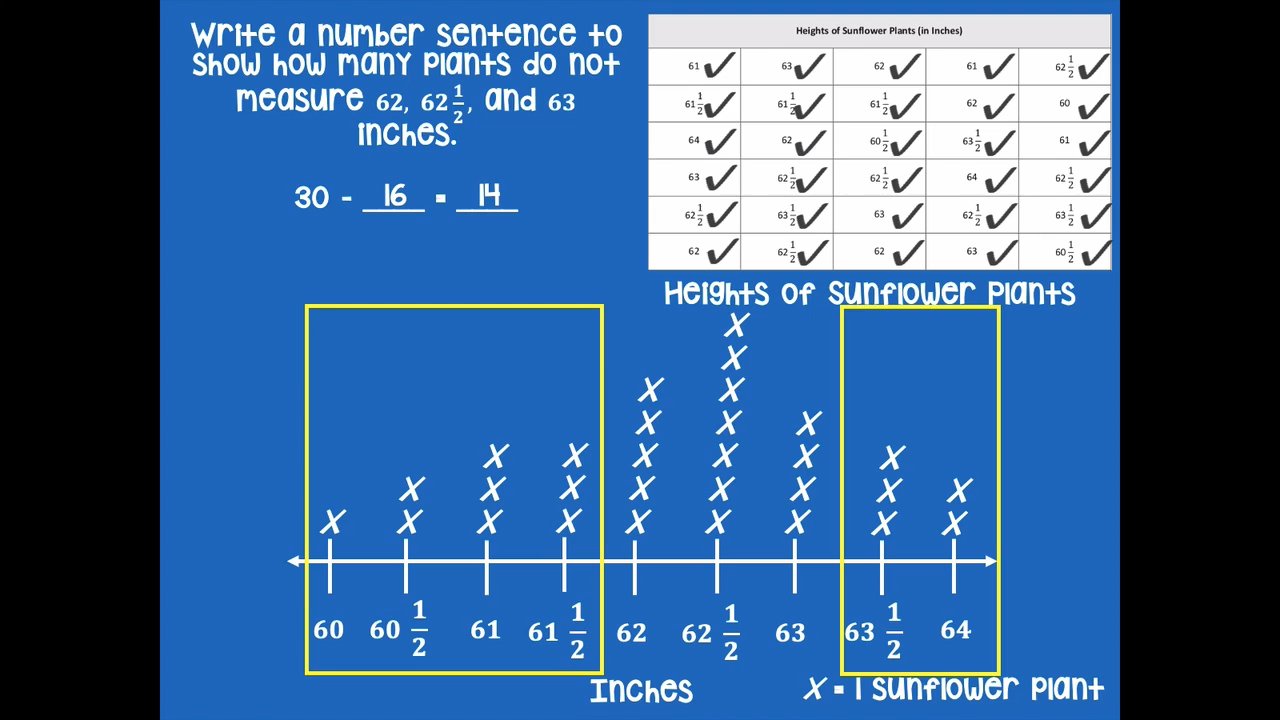 Write a number sentence to
show how many plants do not
measure 62, 62 1/2, and 63
inches.
30 - 16 = 14
Heights of Sunflower Plants (in Inches)
61 63 62 61 62 1/2
61 1/2 61 1/2 61 1/2 62 60
64 62 60 1/2 63 1/2 61
63 62 1/2 62 1/2 64 62 1/2
62 1/2 63 1/2 63 62 1/2 63 1/2
62 62 1/2 62 63 60 1/2
Heights of Sunflower Plants
X
X
X X
X X X
X X X X X X
X X X X X X X X
X X X X X X X X X
60 60 1/2 61 61 1/2 62 62 1/2 63 63 1/2 64
Inches
X = 1 sunflower plant